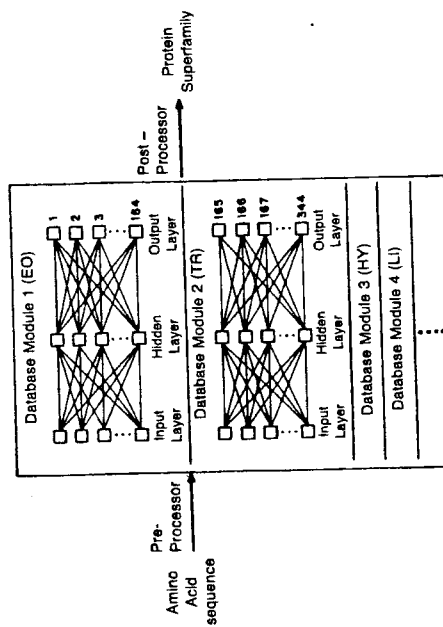 Amino
Acid
sequence
Pre-
Processor
Database Module 1 (EO)
1
2
3
164
Input
Layer
Hidden
Layer
Output
Layer
Database Module 2 (TR)
165
166
167
344
Input
Layer
Hidden
Layer
Output
Layer
Database Module 3 (HY)
Database Module 4 (LI)
Post-
Processor
Protein
Superfamily